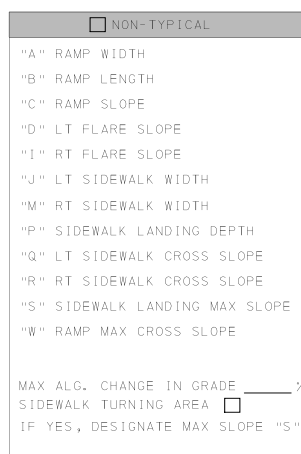 NON-TYPICAL
"A" RAMP WIDTH
"B" RAMP LENGTH
"C" RAMP SLOPE
"D" LT FLARE SLOPE
"I" RT FLARE SLOPE
"J" LT SIDEWALK WIDTH
"M" RT SIDEWALK WIDTH
"P" SIDEWALK LANDING DEPTH
"Q" LT SIDEWALK CROSS SLOPE
"R" RT SIDEWALK CROSS SLOPE
"S" SIDEWALK LANDING MAX SLOPE
"W" RAMP MAX CROSS SLOPE
MAX ALG. CHANGE IN GRADE ______ %
SIDEWALK TURNING AREA
IF YES, DESIGNATE MAX SLOPE "S"